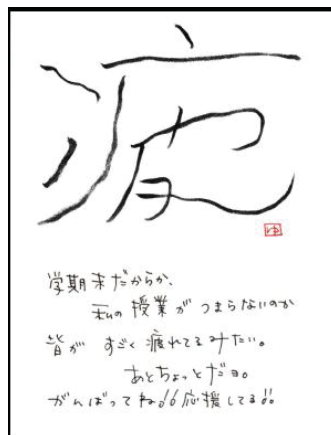 疲
ゆ
学期末だからか、
私の授業がつまらないのか
皆がすごく疲れてるみたい。
あとちょっとだョ。
がんばってね!!応援してる!!